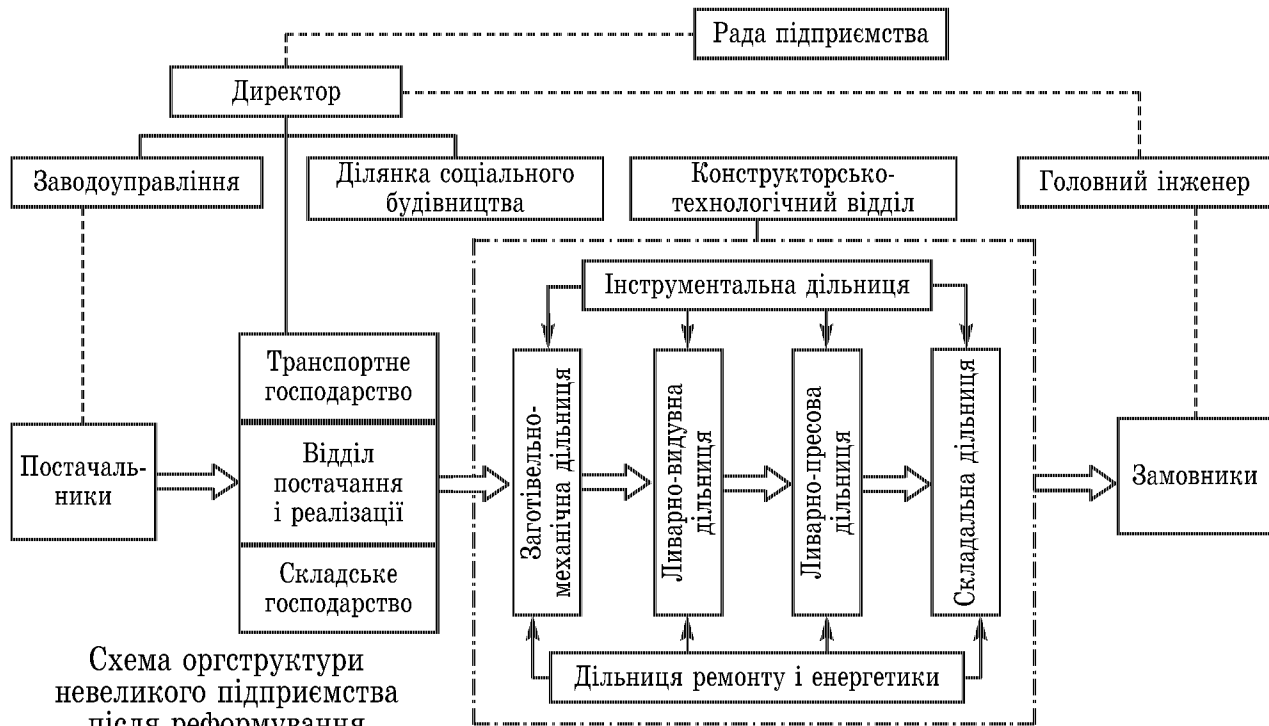 Рада підприємства
Директор
Заводоуправління
Ділянка соціального
будівництва
Конструкторсько-
технологічний відділ
Головний інженер
Інструментальна дільниця
Транспортне
господарство
Відділ
постачання
і реалізації
Складське
господарство
Постачаль-
ники
Заготівельно-
механічна дільниця
Ливарно-видувна
дільниця
Ливарно-пресова
дільниця
Складальна дільниця
Замовники
Дільниця ремонту і енергетики
Схема оргструктури
невеликого підприємства
після реформування